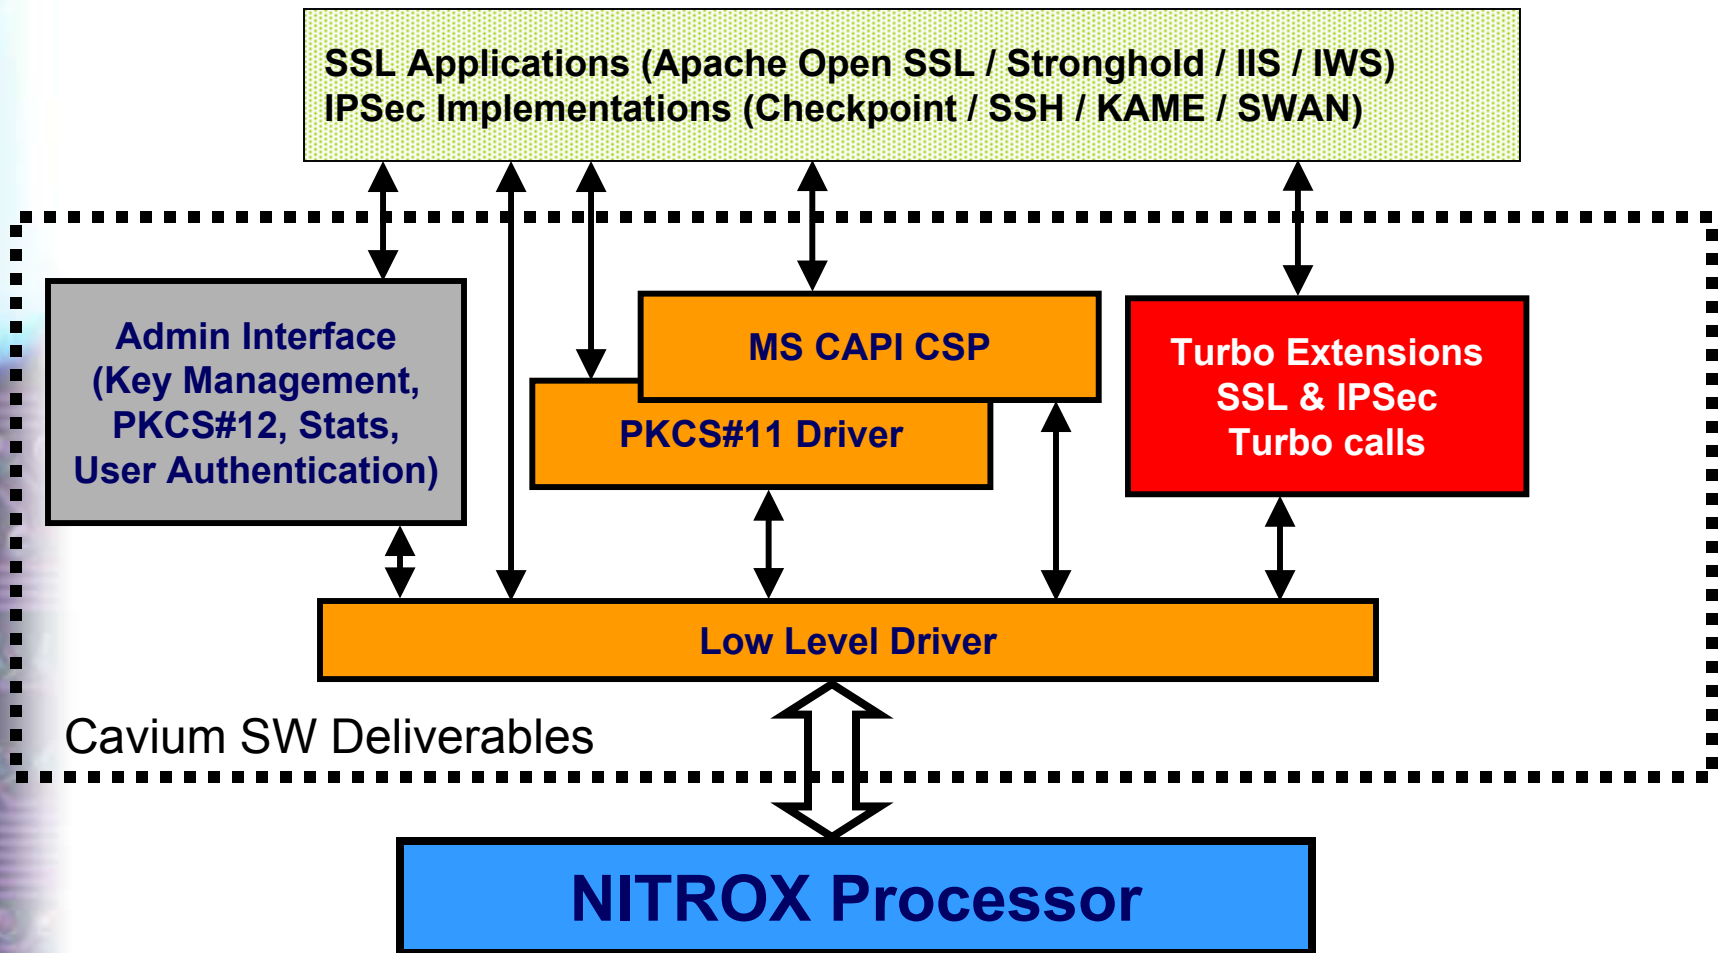 SSL Applications (Apache Open SSL / Stronghold / IIS / IWS)
IPSec Implementations (Checkpoint / SSH / KAME / SWAN)
Admin Interface
(Key Management,
PKCS#12, Stats,
User Authentication)
MS CAPI CSP
PKCS#11 Driver
Turbo Extensions
SSL & IPSec
Turbo calls
Low Level Driver
Cavium SW Deliverables
NITROX Processor